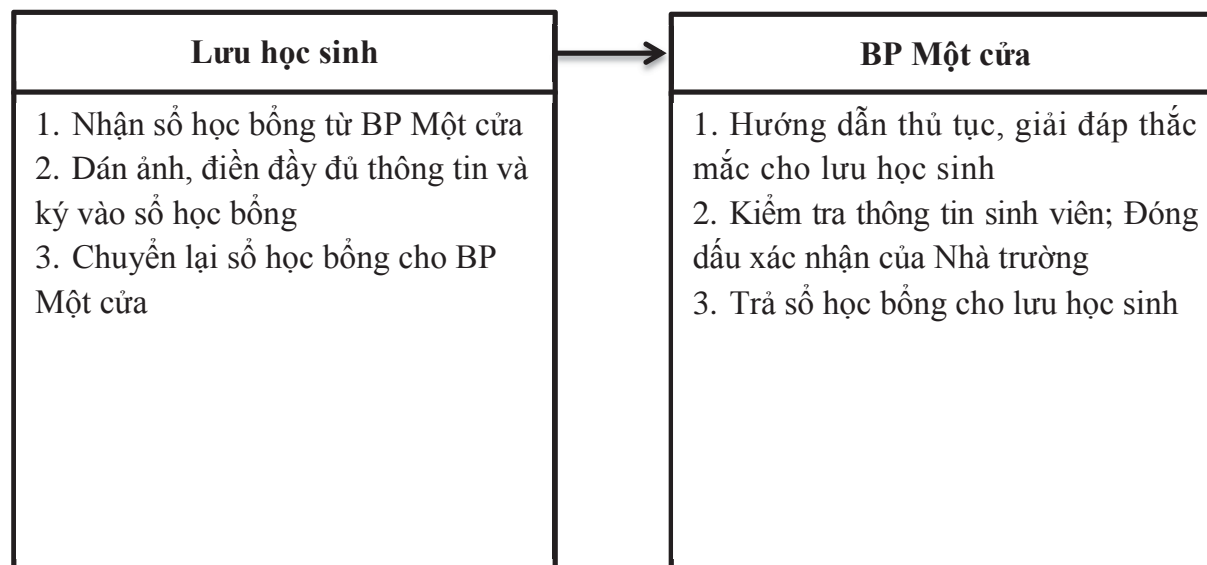 Lưu học sinh
1. Nhận sổ học bổng từ BP Một cửa
2. Dán ảnh, điền đầy đủ thông tin và
ký vào sổ học bổng
3. Chuyển lại sổ học bổng cho BP
Một cửa
BP Một cửa
1. Hướng dẫn thủ tục, giải đáp thắc
mắc cho lưu học sinh
2. Kiểm tra thông tin sinh viên; Đóng
dấu xác nhận của Nhà trường
3. Trả sổ học bổng cho lưu học sinh